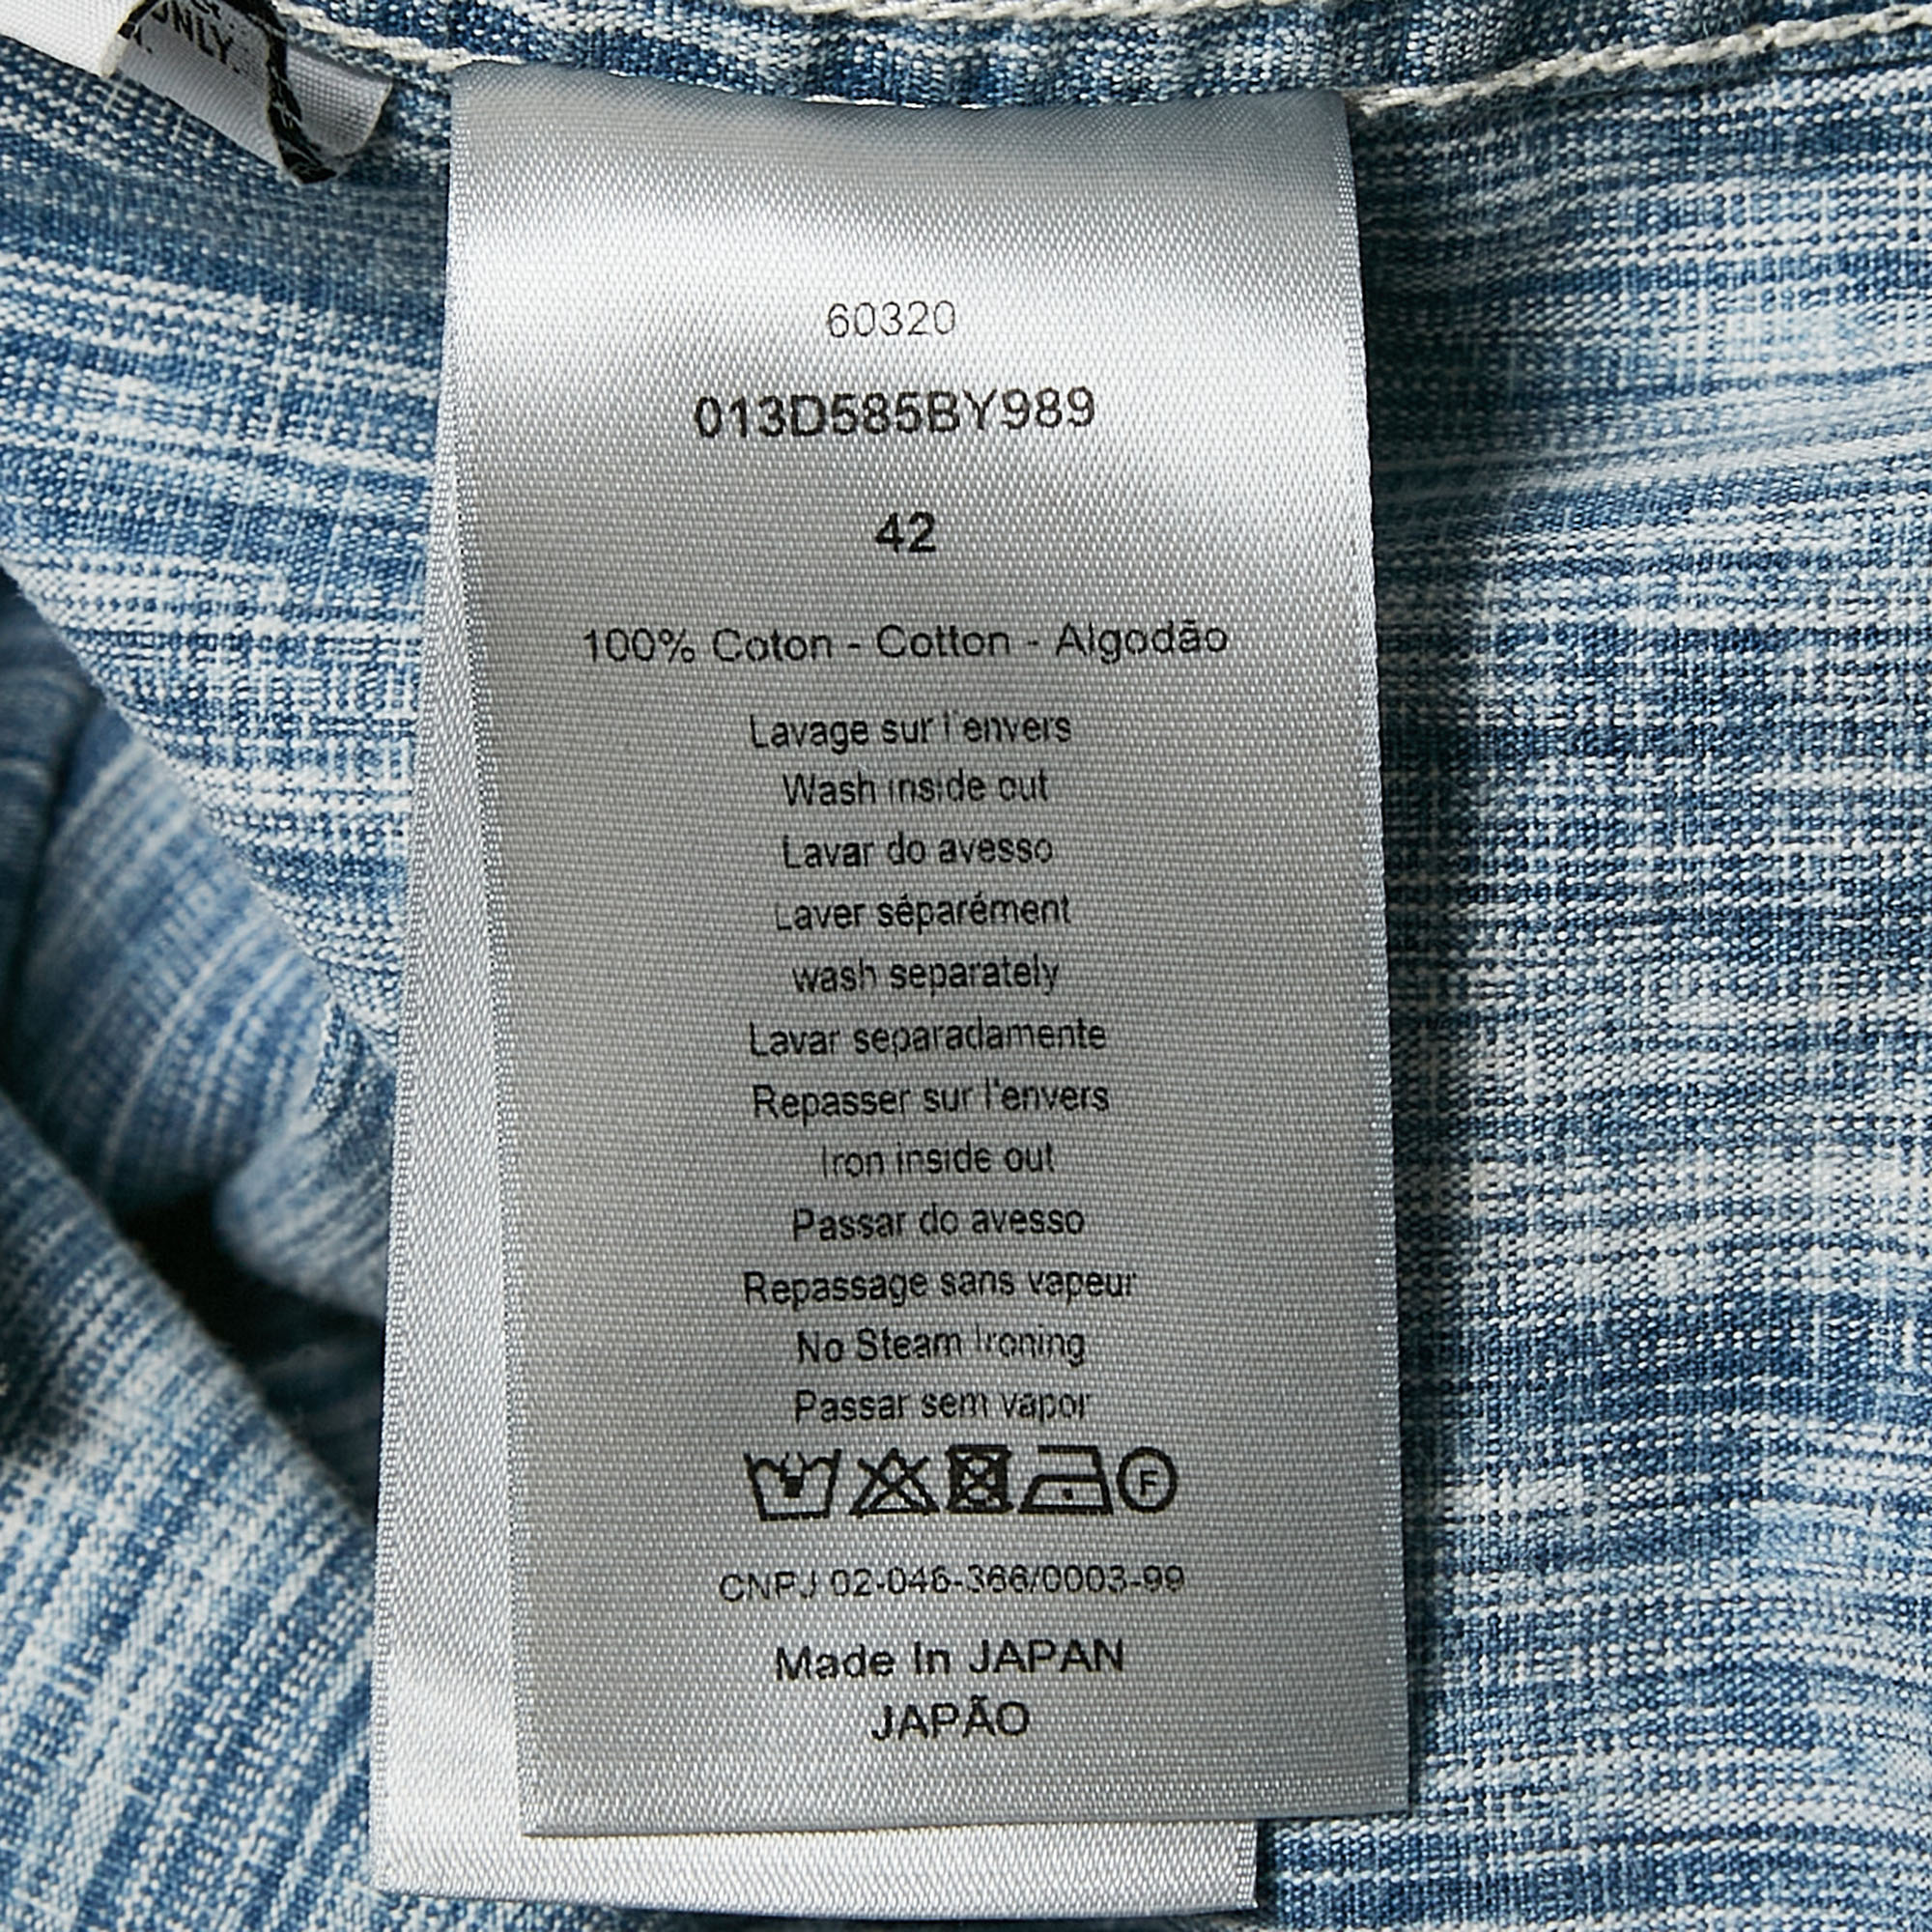 ONLY
60320
013D585BY989
42
100% Coton - Cotton - Algodão
Lavage sur l'envers
Wash inside out
Lavar do avesso
Laver séparément
wash separately
Lavar separadamente
Repasser sur l'envers
Iron inside out
Passar do avesso
Repassage sans vapeur
No Steam Ironing
Passar sem vapor
F
CNPJ 02-046-366/0003-99
Made In JAPAN
JAPÃO